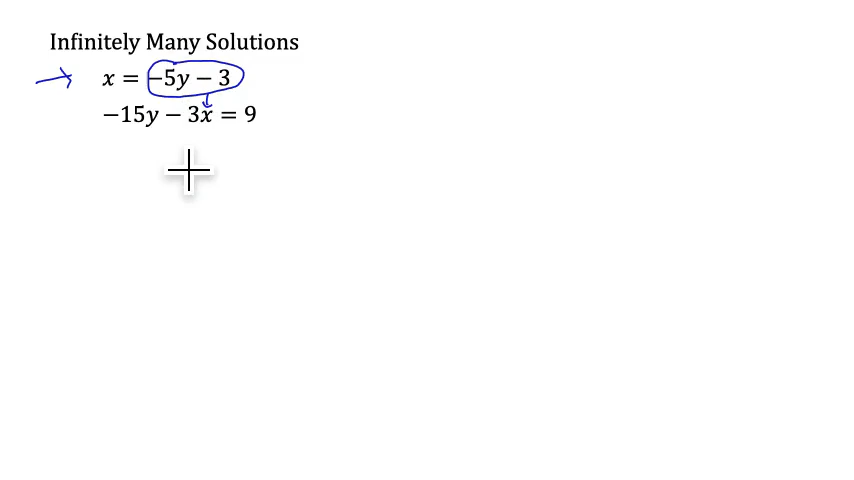 Infinitely Many Solutions
𝑥 = −5𝑦 − 3
−15𝑦 − 3𝑥 = 9